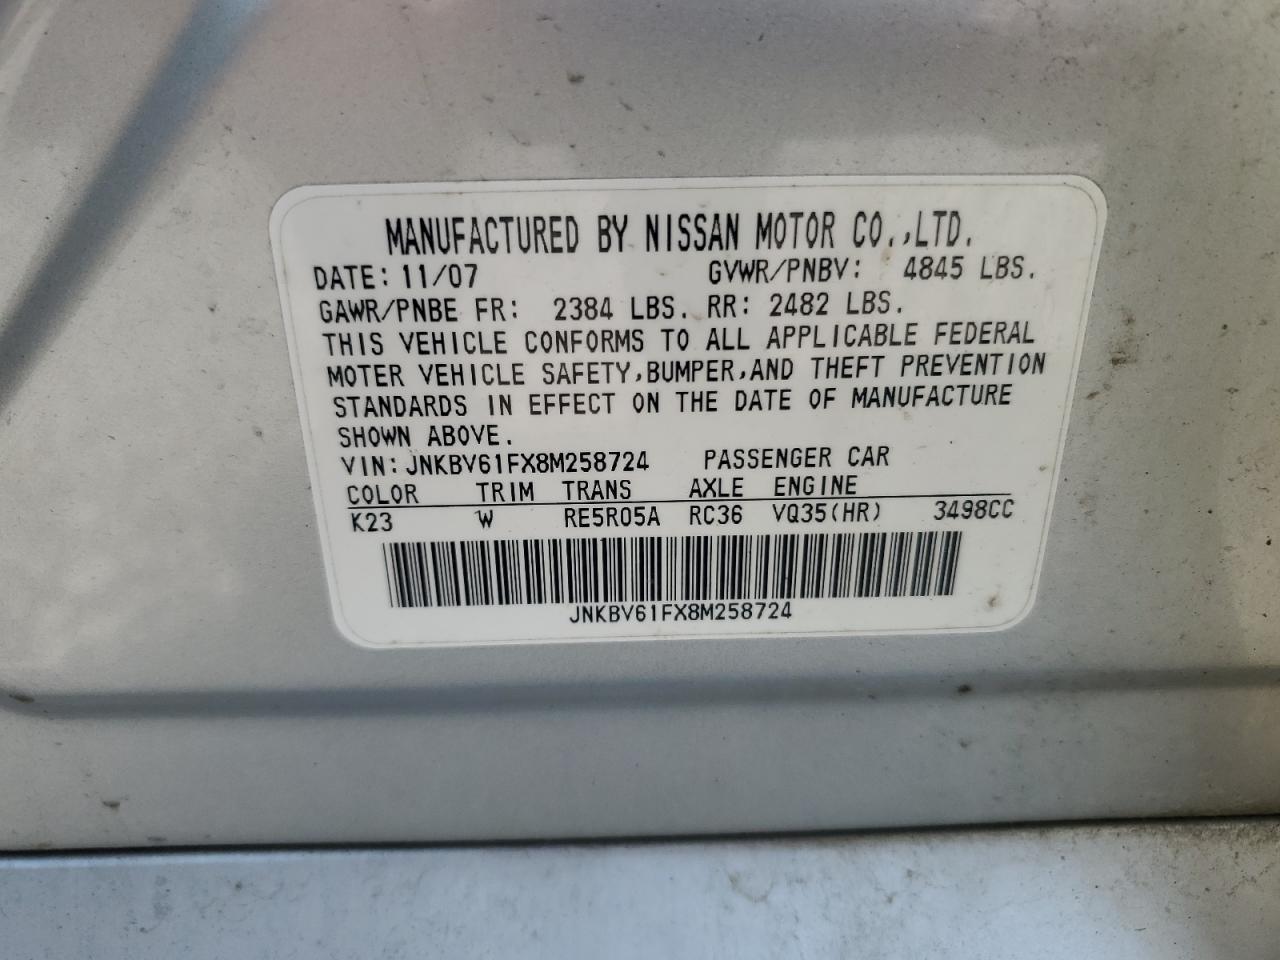 MANUFACTURED BY NISSAN MOTOR CO.,LTD.
DATE: 11/07 GVWR/PNBV: 4845 LBS.
GAWR/PNBE FR: 2384 LBS. RR: 2482 LBS.
THIS VEHICLE CONFORMS TO ALL APPLICABLE FEDERAL
MOTER VEHICLE SAFETY,BUMPER,AND THEFT PREVENTION
STANDARDS IN EFFECT ON THE DATE OF MANUFACTURE
SHOWN ABOVE.
VIN: JNKBV61FX8M258724 PASSENGER CAR
COLOR TRIM TRANS AXLE ENGINE
K23 W RE5R05A RC36 VQ35(HR) 3498CC
JNKBV61FX8M258724